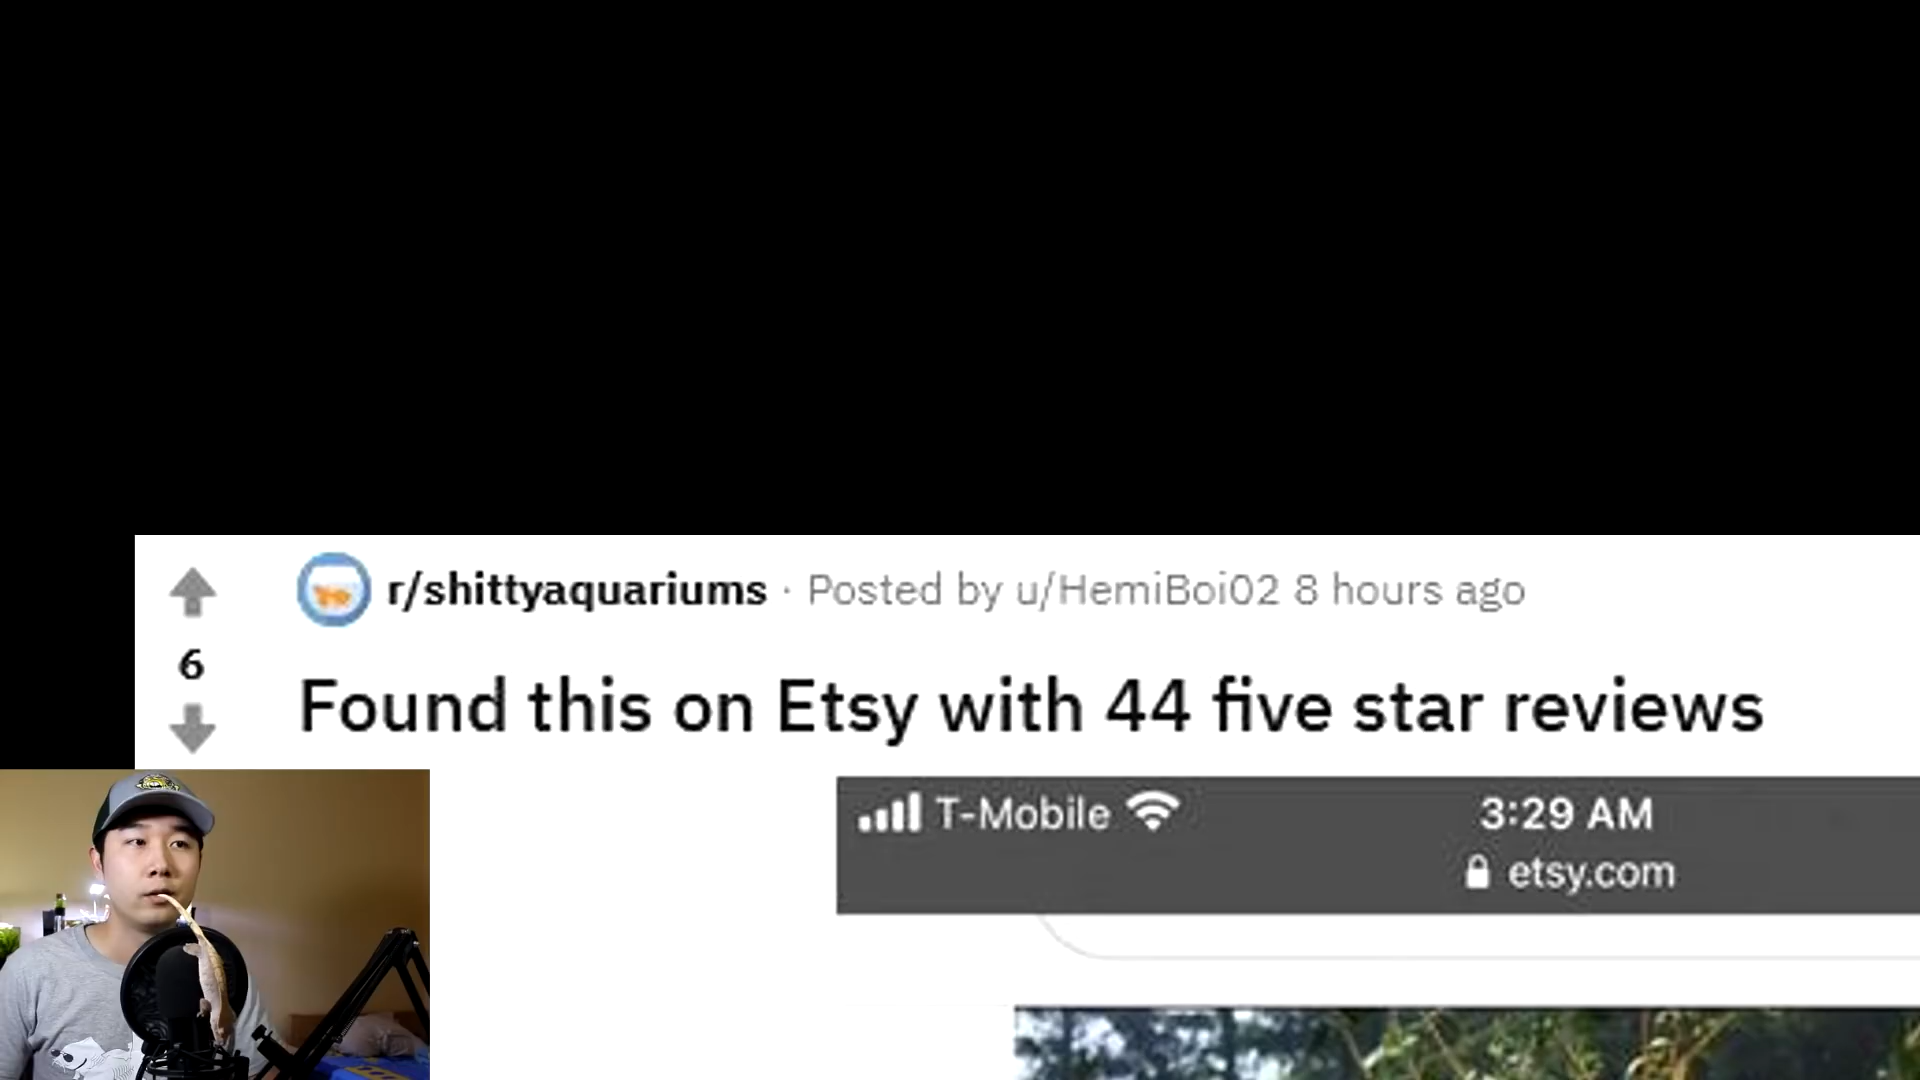 r/shittyaquariums · Posted by u/HemiBoi02 8 hours ago
6
Found this on Etsy with 44 five star reviews
T-Mobile 3:29 AM
etsy.com